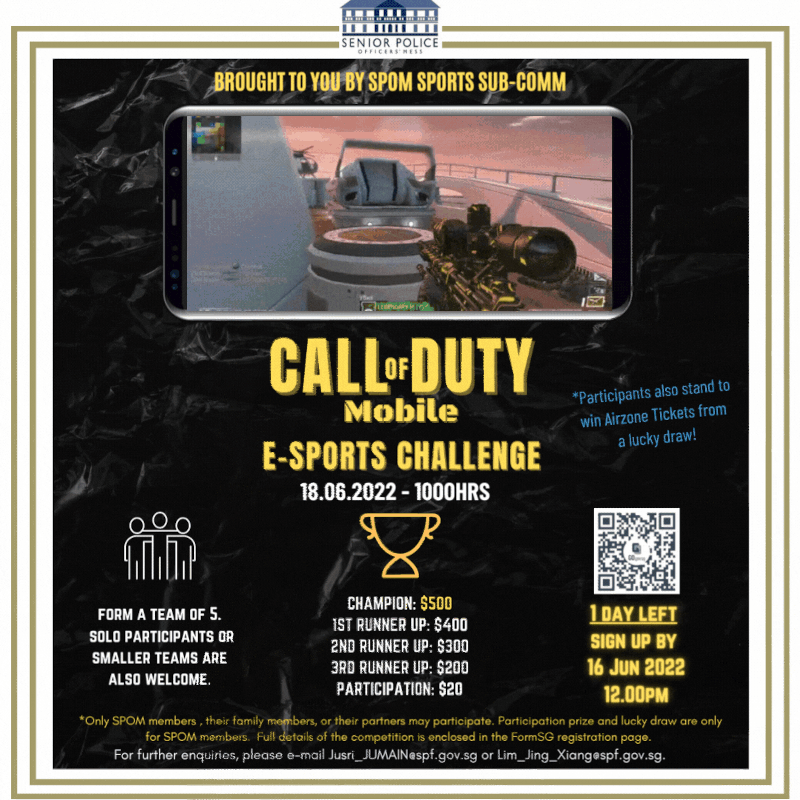 SENIOR POLICE
OFFICERS' MESS
BROUGHT TO YOU BY SPOM SPORTS SUB-COMM
CALL OF DUTY
Mobile
E-SPORTS CHALLENGE
18.06.2022 - 1000HRS
*Participants also stand to
win Airzone Tickets from
a lucky draw!
FORM A TEAM OF 5.
SOLO PARTICIPANTS OR
SMALLER TEAMS ARE
ALSO WELCOME.
CHAMPION: $500
1ST RUNNER UP: $400
2ND RUNNER UP: $300
3RD RUNNER UP: $200
PARTICIPATION: $20
1 DAY LEFT
SIGN UP BY
16 JUN 2022
12.00PM
*Only SPOM members , their family members, or their partners may participate. Participation prize and lucky draw are only
for SPOM members. Full details of the competition is enclosed in the FormSG registration page.
For further enquiries, please e-mail Jusri_JUMAIN@spf.gov.sg or Lim_Jing_Xiang@spf.gov.sg.